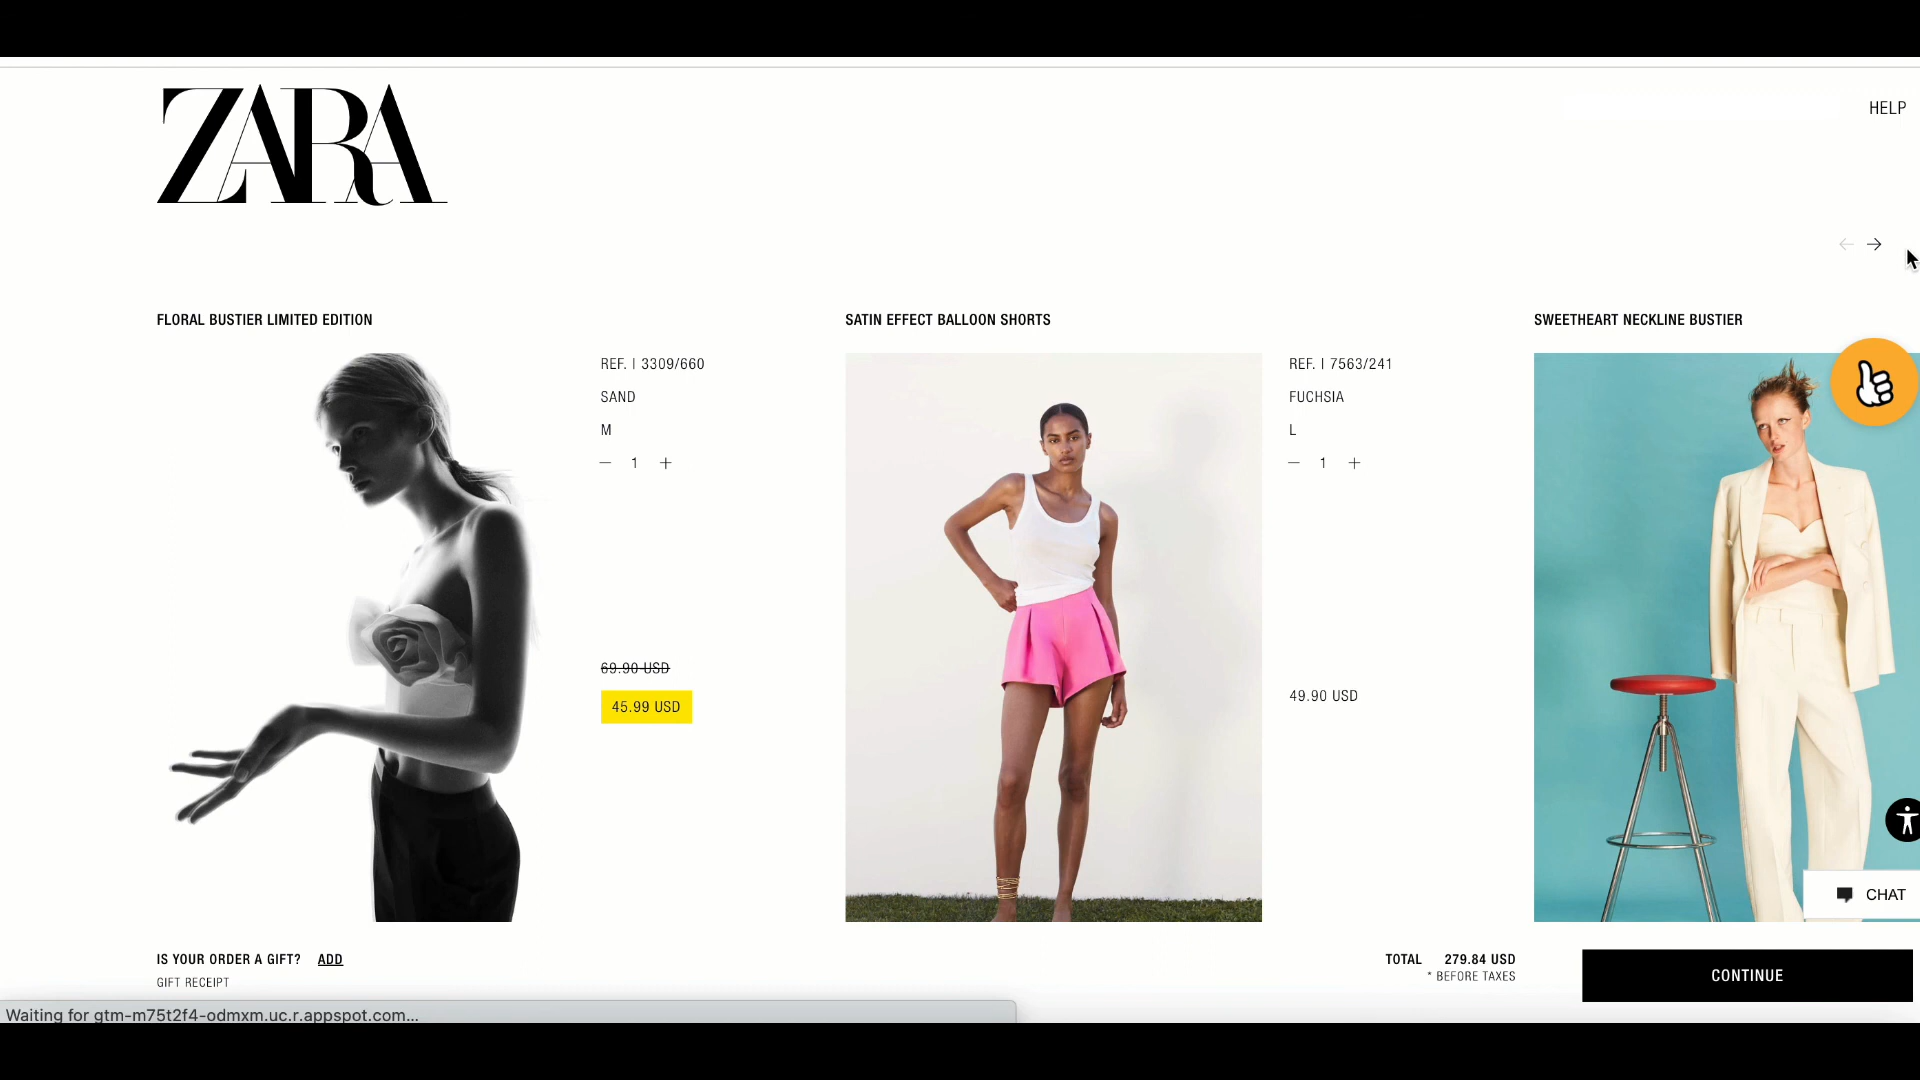 ZARA
HELP
FLORAL BUSTIER LIMITED EDITION
REF. | 3309/660
SAND
M
1
69.90 USD
45.99 USD
SATIN EFFECT BALLOON SHORTS
REF. | 7563/241
FUCHSIA
L
1
49.90 USD
SWEETHEART NECKLINE BUSTIER
CHAT
IS YOUR ORDER A GIFT? ADD
GIFT RECEIPT
TOTAL 279.84 USD
* BEFORE TAXES
CONTINUE
Waiting for gtm-m75t2f4-odmxm.uc.r.appspot.com...